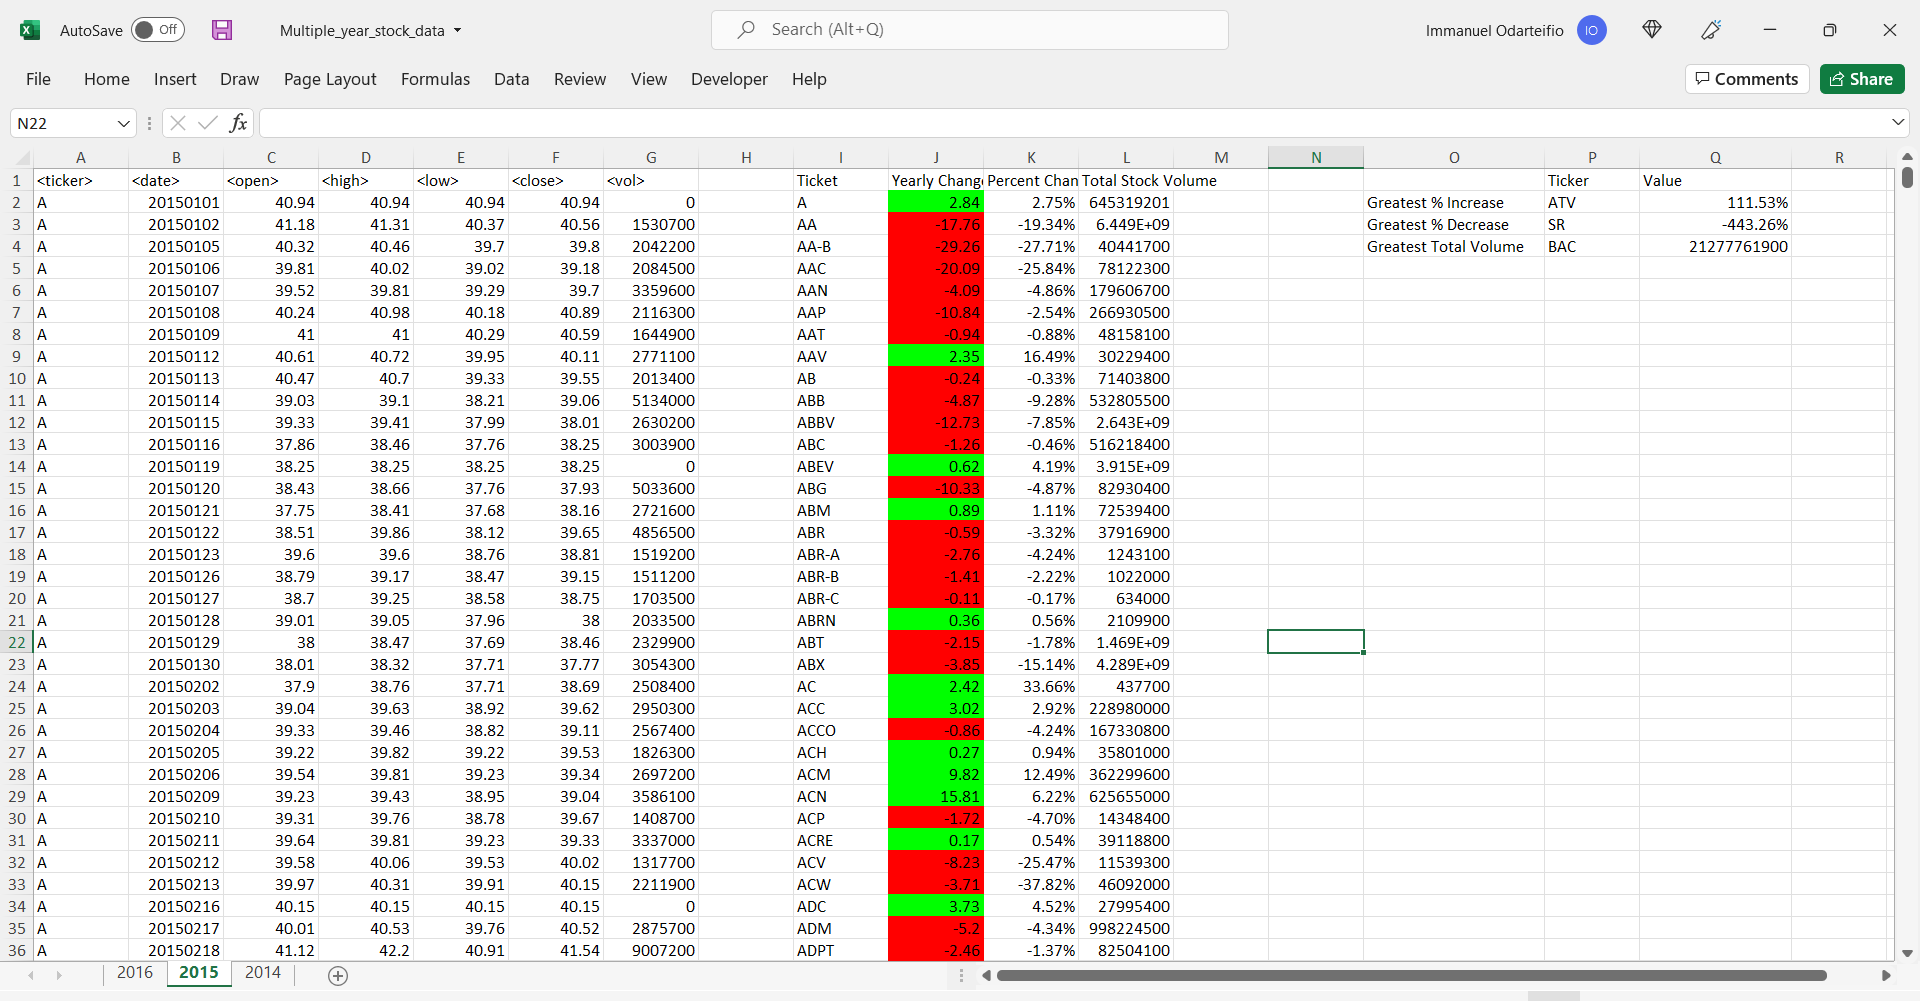 AutoSave Off Multiple_year_stock_data Search (Alt+Q) Immanuel Odarteifio IO
File Home Insert Draw Page Layout Formulas Data Review View Developer Help Comments Share
N22 fx
A B C D E F G H I J K L M N O P Q R
1 <ticker> <date> <open> <high> <low> <close> <vol> Ticket Yearly Chang Percent Chan Total Stock Volume Ticker Value
2 A 20150101 40.94 40.94 40.94 40.94 0 A 2.84 2.75% 645319201 Greatest % Increase ATV 111.53%
3 A 20150102 41.18 41.31 40.37 40.56 1530700 AA -17.76 -19.34% 6.449E+09 Greatest % Decrease SR -443.26%
4 A 20150105 40.32 40.46 39.7 39.8 2042200 AA-B -29.26 -27.71% 40441700 Greatest Total Volume BAC 21277761900
5 A 20150106 39.81 40.02 39.02 39.18 2084500 AAC -20.09 -25.84% 78122300
6 A 20150107 39.52 39.81 39.29 39.7 3359600 AAN -4.09 -4.86% 179606700
7 A 20150108 40.24 40.98 40.18 40.89 2116300 AAP -10.84 -2.54% 266930500
8 A 20150109 41 41 40.29 40.59 1644900 AAT -0.94 -0.88% 48158100
9 A 20150112 40.61 40.72 39.95 40.11 2771100 AAV 2.35 16.49% 30229400
10 A 20150113 40.47 40.7 39.33 39.55 2013400 AB -0.24 -0.33% 71403800
11 A 20150114 39.03 39.1 38.21 39.06 5134000 ABB -4.87 -9.28% 532805500
12 A 20150115 39.33 39.41 37.99 38.01 2630200 ABBV -12.73 -7.85% 2.643E+09
13 A 20150116 37.86 38.46 37.76 38.25 3003900 ABC -1.26 -0.46% 516218400
14 A 20150119 38.25 38.25 38.25 38.25 0 ABEV 0.62 4.19% 3.915E+09
15 A 20150120 38.43 38.66 37.76 37.93 5033600 ABG -10.33 -4.87% 82930400
16 A 20150121 37.75 38.41 37.68 38.16 2721600 ABM 0.89 1.11% 72539400
17 A 20150122 38.51 39.86 38.12 39.65 4856500 ABR -0.59 -3.32% 37916900
18 A 20150123 39.6 39.6 38.76 38.81 1519200 ABR-A -2.76 -4.24% 1243100
19 A 20150126 38.79 39.17 38.47 39.15 1511200 ABR-B -1.41 -2.22% 1022000
20 A 20150127 38.7 39.25 38.58 38.75 1703500 ABR-C -0.11 -0.17% 634000
21 A 20150128 39.01 39.05 37.96 38 2033500 ABRN 0.36 0.56% 2109900
22 A 20150129 38 38.47 37.69 38.46 2329900 ABT -2.15 -1.78% 1.469E+09
23 A 20150130 38.01 38.32 37.71 37.77 3054300 ABX -3.85 -15.14% 4.289E+09
24 A 20150202 37.9 38.76 37.71 38.69 2508400 AC 2.42 33.66% 437700
25 A 20150203 39.04 39.63 38.92 39.62 2950300 ACC 3.02 2.92% 228980000
26 A 20150204 39.33 39.46 38.82 39.11 2567400 ACCO -0.86 -4.24% 167330800
27 A 20150205 39.22 39.82 39.22 39.53 1826300 ACH 0.27 0.94% 35801000
28 A 20150206 39.54 39.81 39.23 39.34 2697200 ACM 9.82 12.49% 362299600
29 A 20150209 39.23 39.43 38.95 39.04 3586100 ACN 15.81 6.22% 625655000
30 A 20150210 39.31 39.76 38.78 39.67 1408700 ACP -1.72 -4.70% 14348400
31 A 20150211 39.64 39.81 39.23 39.33 3337000 ACRE 0.17 0.54% 39118800
32 A 20150212 39.58 40.06 39.53 40.02 1317700 ACV -8.23 -25.47% 11539300
33 A 20150213 39.97 40.31 39.91 40.15 2211900 ACW -3.71 -37.82% 46092000
34 A 20150216 40.15 40.15 40.15 40.15 0 ADC 3.73 4.52% 27995400
35 A 20150217 40.01 40.53 39.76 40.52 2875700 ADM -5.2 -4.34% 998224500
36 A 20150218 41.12 42.2 40.91 41.54 9007200 ADPT -2.46 -1.37% 82504100
2016 2015 2014